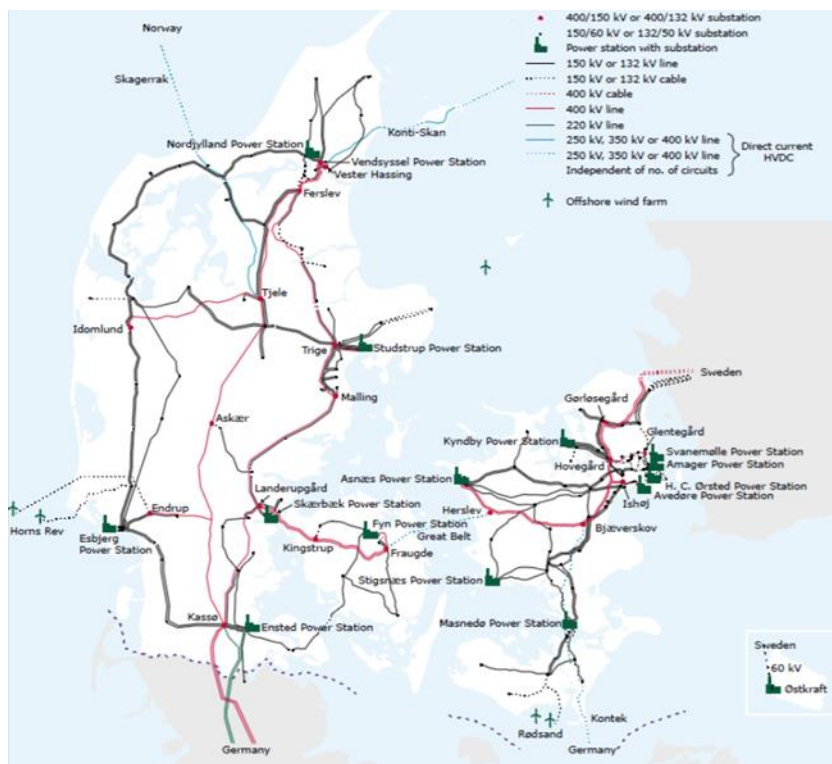 Norway
Skagerrak
400/150 kV or 400/132 kV substation
150/60 kV or 132/50 kV substation
Power station with substation
150 kV or 132 kV line
150 kV or 132 kV cable
400 kV cable
400 kV line
220 kV line
250 kV, 350 kV or 400 kV line
250 kV, 350 kV or 400 kV line
Independent of no. of circuits
Direct current
HVDC
Offshore wind farm
Konti-Skan
Nordjylland Power Station
Vendsyssel Power Station
Vester Hassing
Ferslev
Tjele
Idomlund
Trige
Studstrup Power Station
Malling
Askær
Landerupgård
Skærbæk Power Station
Endrup
Horns Rev
Esbjerg
Power Station
Kingstrup
Fyn Power Station
Great Belt
Fraugde
Kassø
Ensted Power Station
Germany
Sweden
Gørløsegård
Glentegård
Kyndby Power Station
Svanemølle Power Station
Amager Power Station
Hovegård
H. C. Ørsted Power Station
Asnæs Power Station
Avedøre Power Station
Ishøj
Herslev
Bjæverskov
Stigsnæs Power Station
Masnedø Power Station
Rødsand
Kontek
Germany
Sweden
60 kV
Østkraft